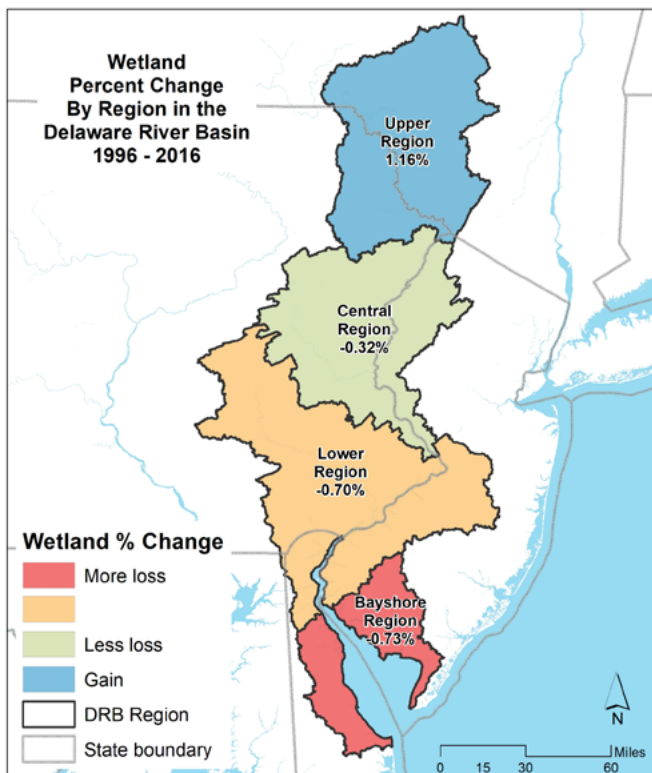 Wetland
Percent Change
By Region in the
Delaware River Basin
1996 - 2016
Upper
Region
1.16%
Central
Region
-0.32%
Lower
Region
-0.70%
Bayshore
Region
-0.73%
Wetland % Change
More loss
Less loss
Gain
DRB Region
State boundary
N
Miles
0 15 30 60